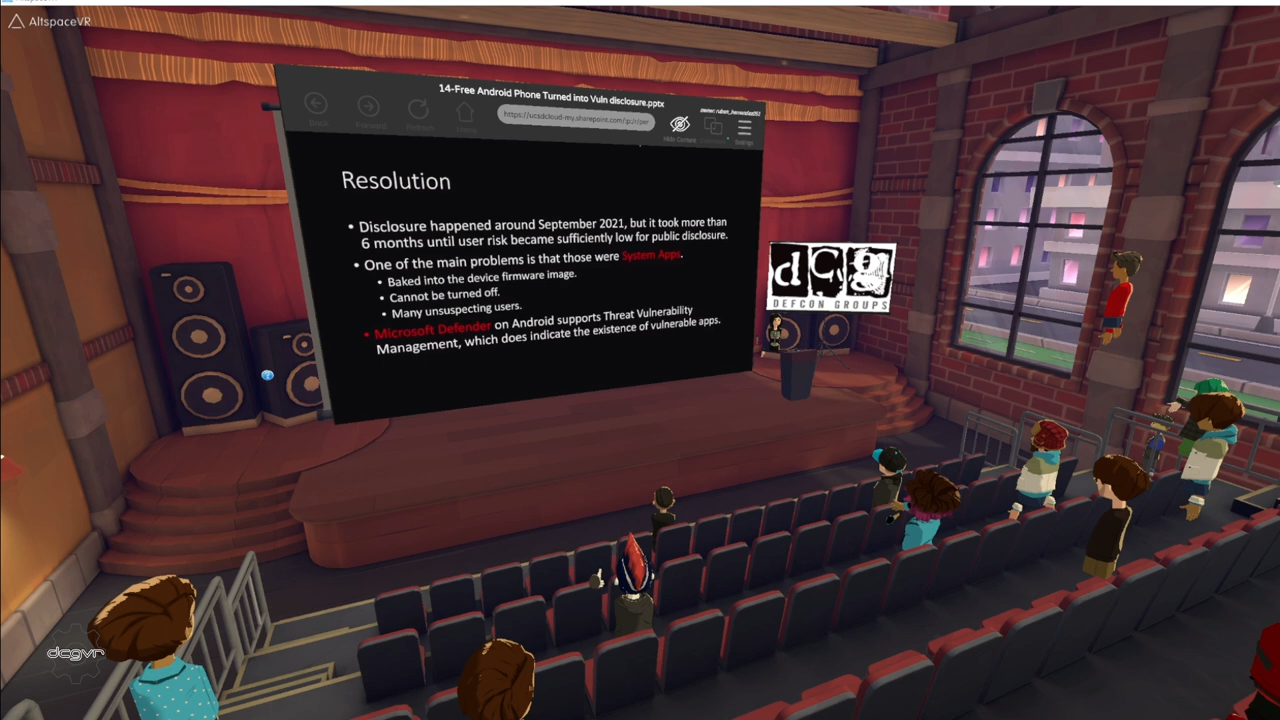 AltspaceVR
14-Free Android Phone Turned into Vuln disclosure.pptx
https://ucsdcloud-my.sharepoint.com/:p:/r/per
Hide Content
Settings
Resolution
• Disclosure happened around September 2021, but it took more than
6 months until user risk became sufficiently low for public disclosure.
• One of the main problems is that those were System Apps.
• Baked into the device firmware image.
• Cannot be turned off.
• Many unsuspecting users.
• Microsoft Defender on Android supports Threat Vulnerability
Management, which does indicate the existence of vulnerable apps.
dcg
DEFCON GROUPS
dcgvr